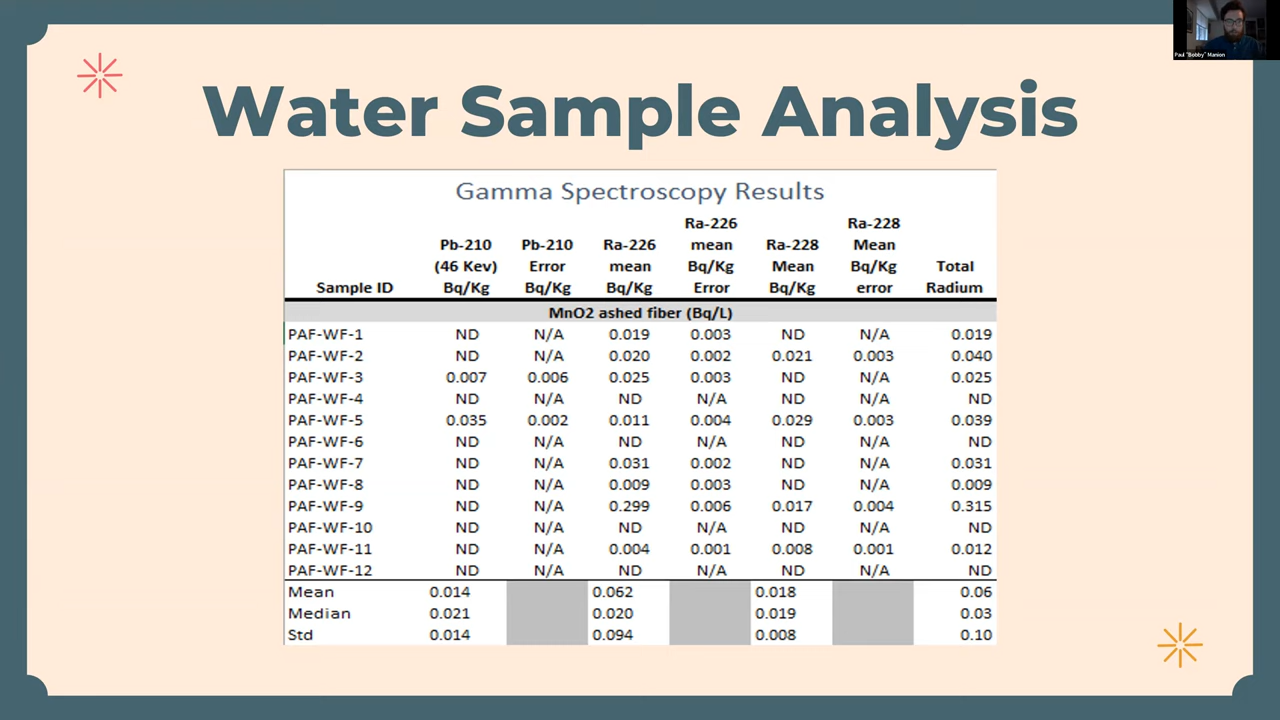 Paul "Bobby" Manion
Water Sample Analysis
Gamma Spectroscopy Results
Sample ID Pb-210 (46 Kev) Bq/Kg Pb-210 Error Bq/Kg Ra-226 mean Bq/Kg Ra-226 mean Bq/Kg Error Ra-228 Mean Bq/Kg Ra-228 Mean Bq/Kg error Total Radium
MnO2 ashed fiber (Bq/L)
PAF-WF-1 ND N/A 0.019 0.003 ND N/A 0.019
PAF-WF-2 ND N/A 0.020 0.002 0.021 0.003 0.040
PAF-WF-3 0.007 0.006 0.025 0.003 ND N/A 0.025
PAF-WF-4 ND N/A ND N/A ND N/A ND
PAF-WF-5 0.035 0.002 0.011 0.004 0.029 0.003 0.039
PAF-WF-6 ND N/A ND N/A ND N/A ND
PAF-WF-7 ND N/A 0.031 0.002 ND N/A 0.031
PAF-WF-8 ND N/A 0.009 0.003 ND N/A 0.009
PAF-WF-9 ND N/A 0.299 0.006 0.017 0.004 0.315
PAF-WF-10 ND N/A ND N/A ND N/A ND
PAF-WF-11 ND N/A 0.004 0.001 0.008 0.001 0.012
PAF-WF-12 ND N/A ND N/A ND N/A ND
Mean 0.014 0.062 0.018 0.06
Median 0.021 0.020 0.019 0.03
Std 0.014 0.094 0.008 0.10